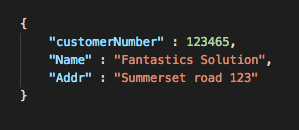 {
"customerNumber" : 123465,
"Name" : "Fantastics Solution",
"Addr" : "Summerset road 123"
}